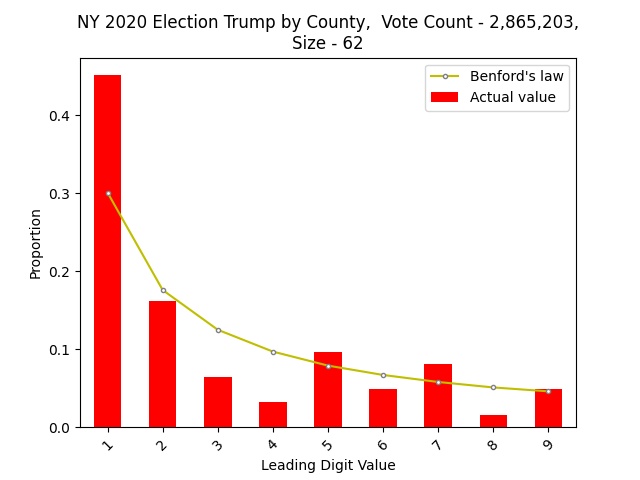 NY 2020 Election Trump by County,  Vote Count - 2,865,203,
Size - 62
Benford's law
Actual value
0.4
0.3
0.2
0.1
0.0
Proportion
1 2 3 4 5 6 7 8 9
Leading Digit Value